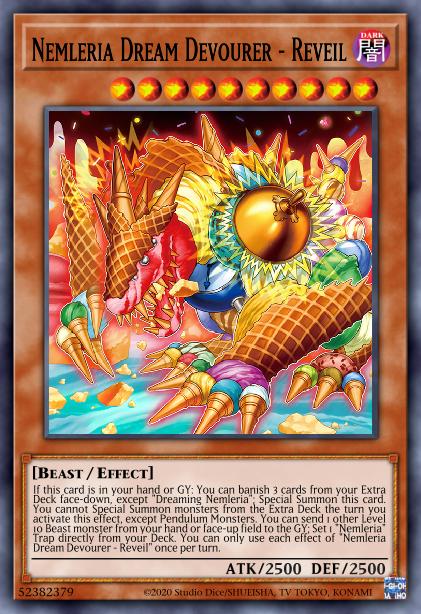 Nemleria Dream Devourer - Reveil
DARK
闇
[Beast / Effect]
If this card is in your hand or GY: You can banish 3 cards from your Extra
Deck face-down, except "Dreaming Nemleria"; Special Summon this card.
You cannot Special Summon monsters from the Extra Deck the turn you
activate this effect, except Pendulum Monsters. You can send 1 other Level
10 Beast monster from your hand or face-up field to the GY; Set 1 "Nemleria"
Trap directly from your Deck. You can only use each effect of "Nemleria
Dream Devourer - Reveil" once per turn.
ATK/2500 DEF/2500
52382379
©2020 Studio Dice/SHUEISHA, TV TOKYO, KONAMI